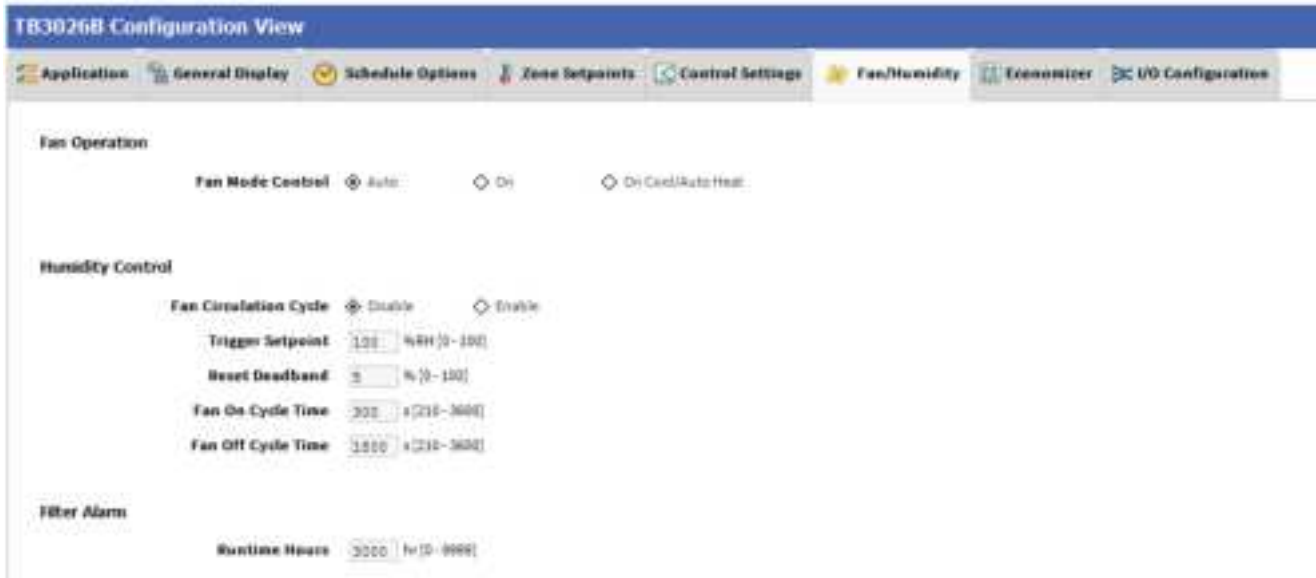 TB3026B Configuration View
Application General Display Schedule Options Zone Setpoints Control Settings Fan/Humidity Economizer I/O Configuration
Fan Operation
Fan Mode Control Auto On On Cool/Auto Heat
Humidity Control
Fan Circulation Cycle Disable Enable
Trigger Setpoint 100 %RH [0 - 100]
Reset Deadband 5 % [0 - 100]
Fan On Cycle Time 300 s [210 - 3600]
Fan Off Cycle Time 1800 s [210 - 3600]
Filter Alarm
Runtime Hours 3000 hr [0 - 9999]